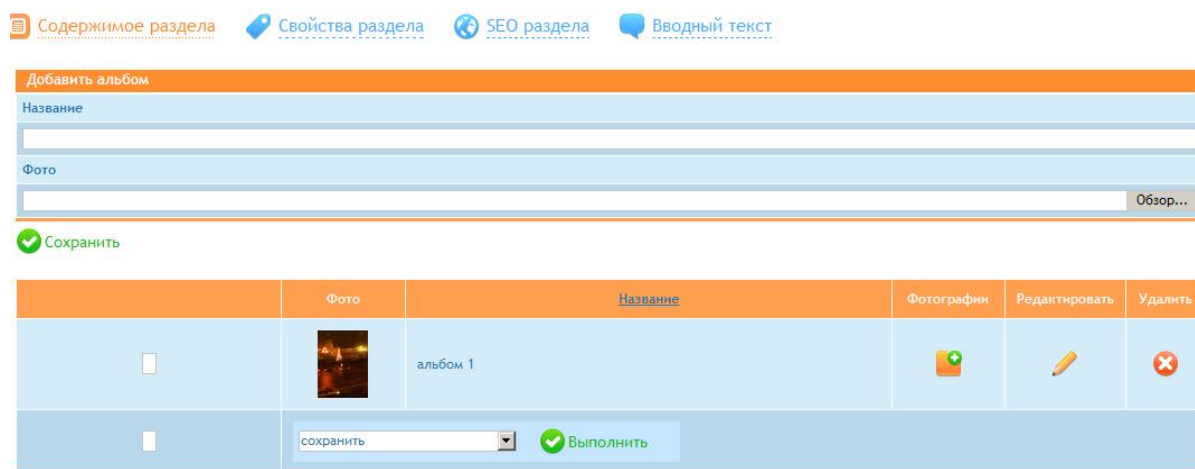 Содержимое раздела Свойства раздела SEO раздела Вводный текст
Добавить альбом
Название
Фото
Обзор...
Сохранить
Фото Название Фотографии Редактировать Удалить
альбом 1
сохранить Выполнить